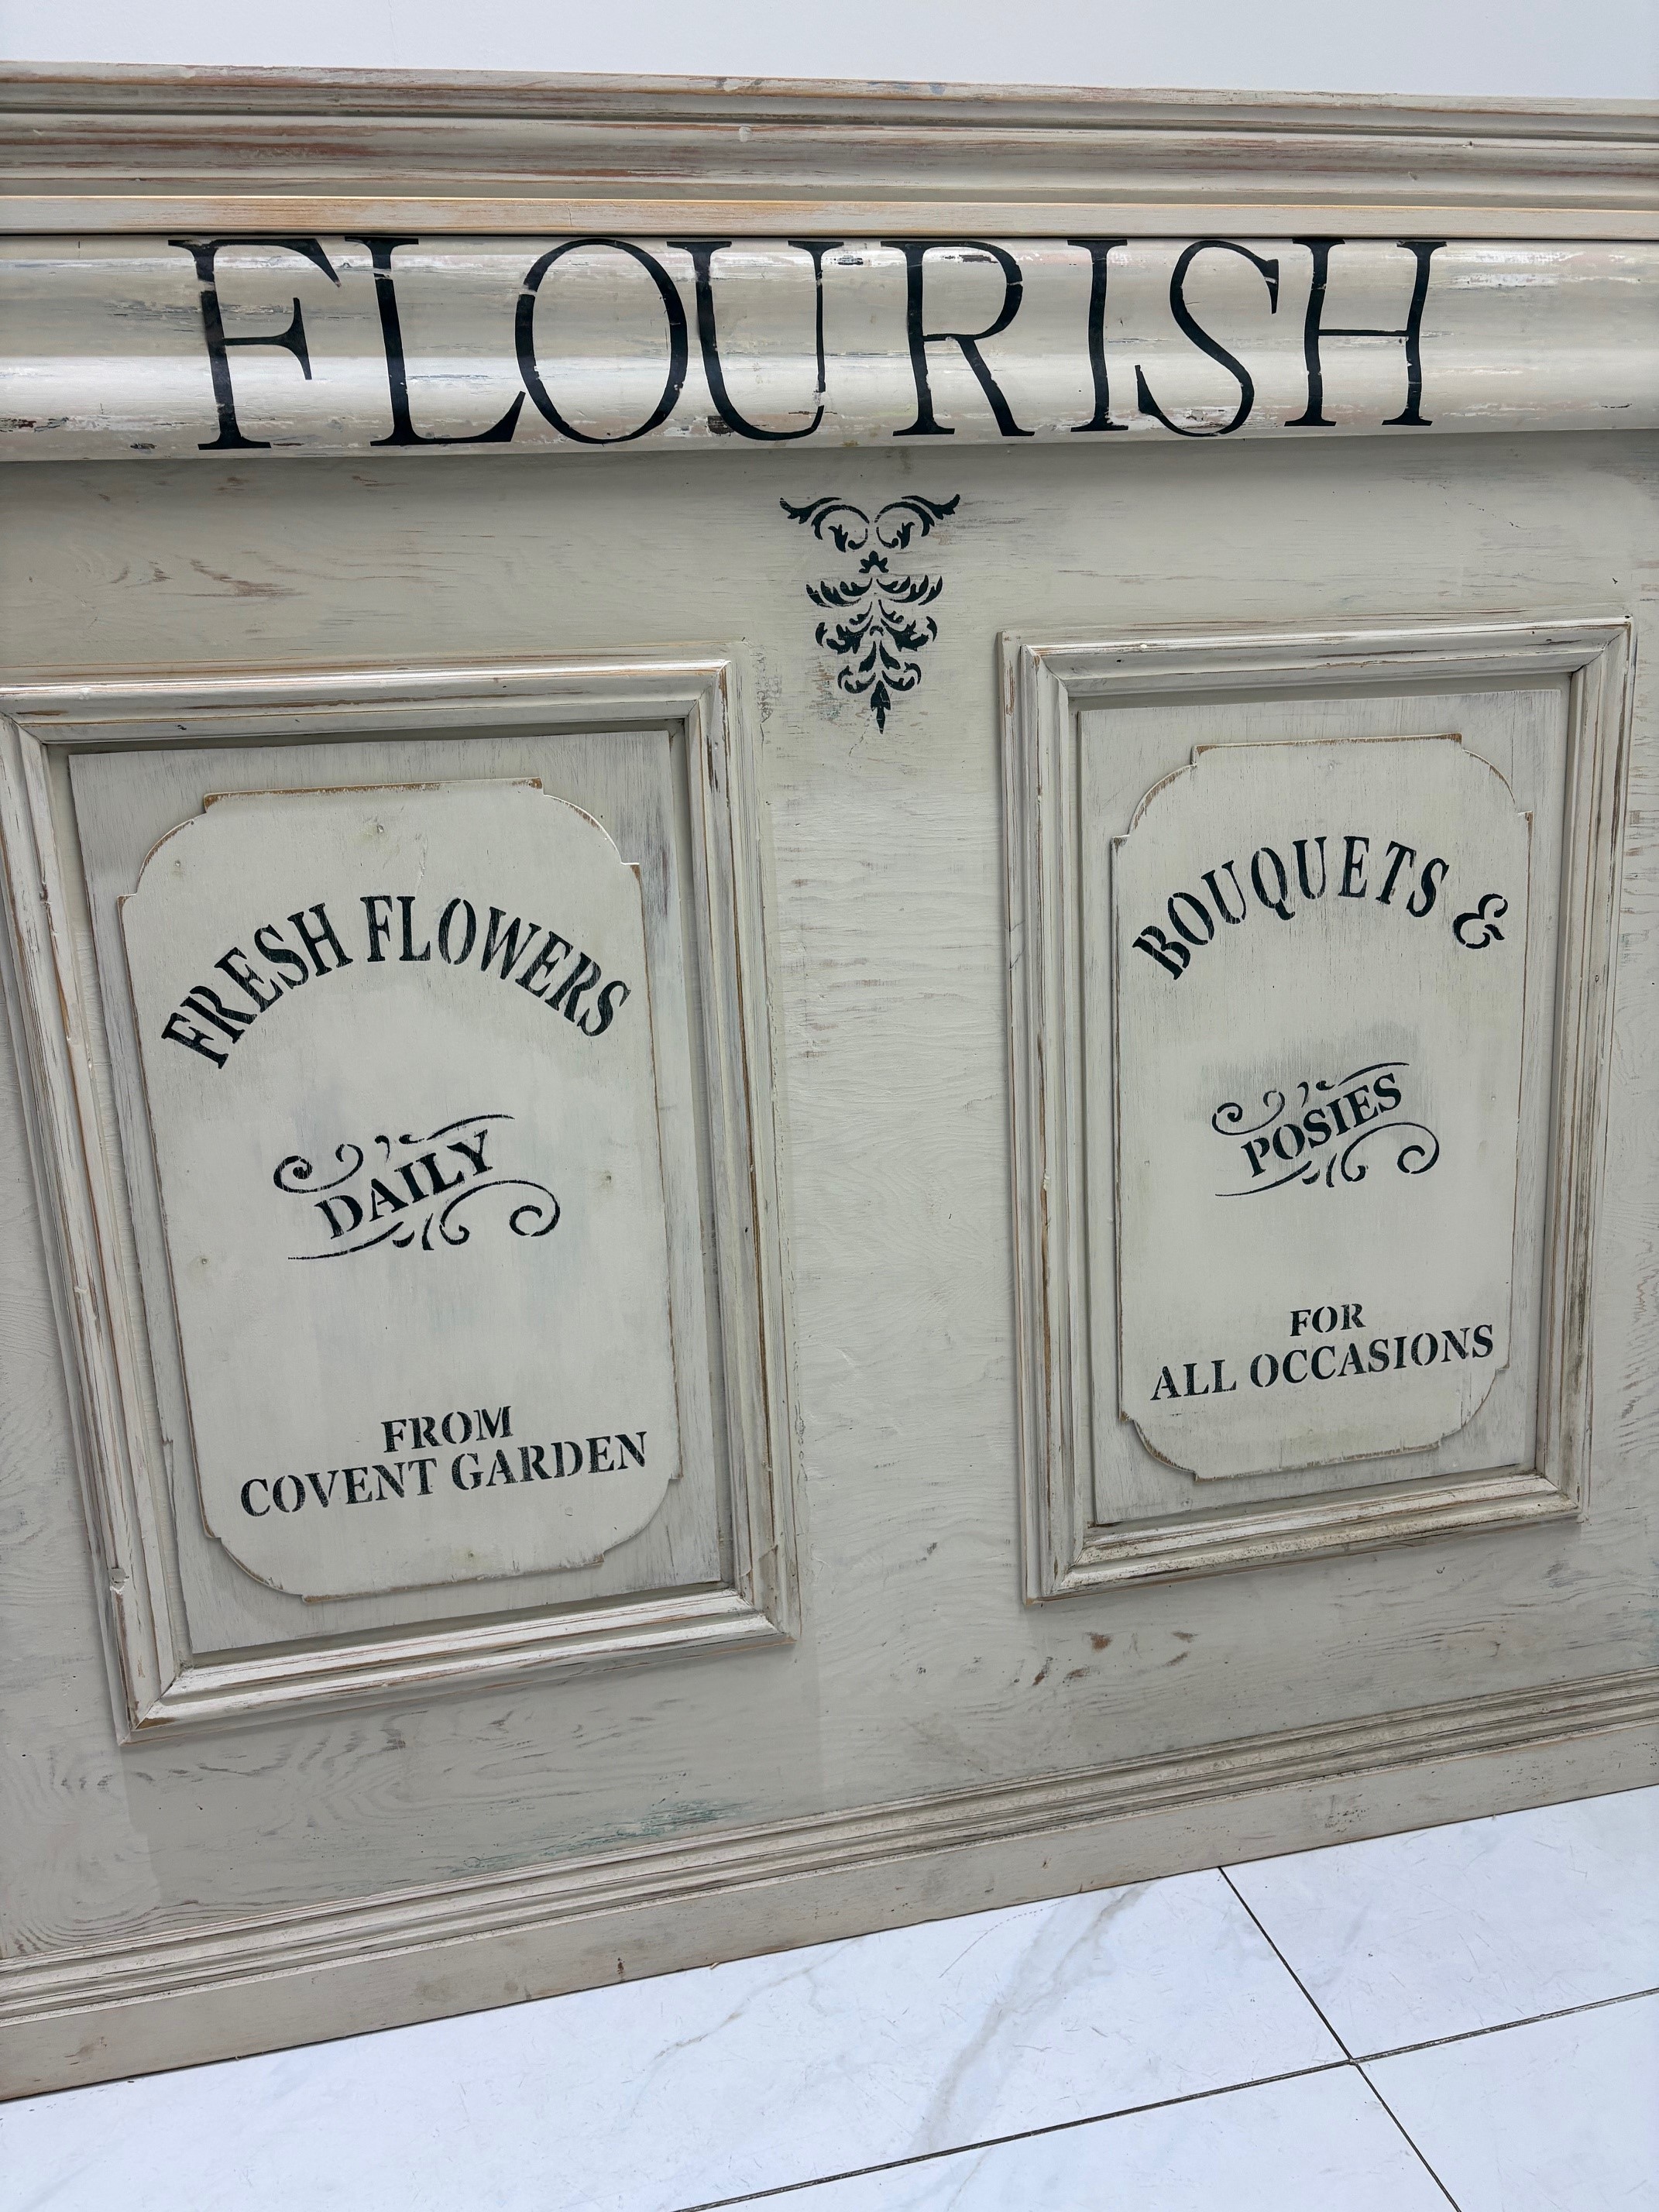 FLOURISH
FRESH FLOWERS
DAILY
FROM
COVENT GARDEN
BOUQUETS &
POSIES
FOR
ALL OCCASIONS